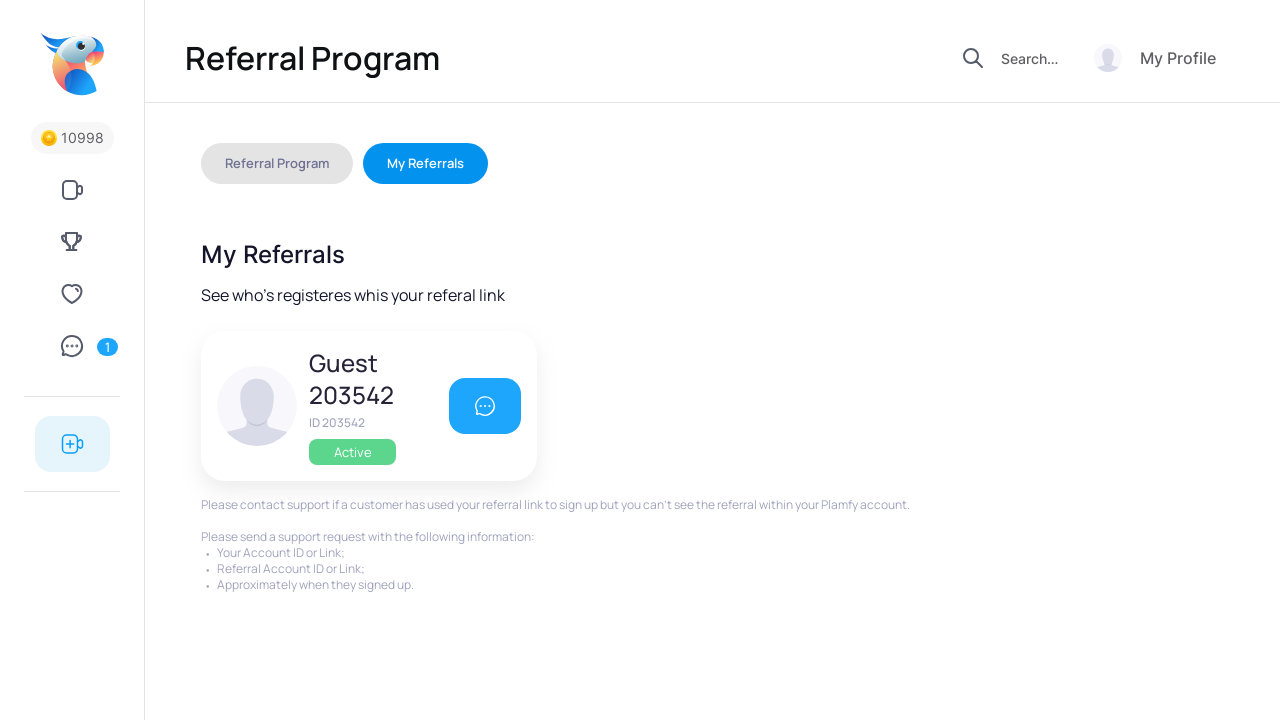 Referral Program
Search...
My Profile
10998
1
Referral Program
My Referrals
My Referrals
See who's registeres whis your referal link
Guest
203542
ID 203542
Active
Please contact support if a customer has used your referral link to sign up but you can't see the referral within your Plamfy account.
Please send a support request with the following information:
• Your Account ID or Link;
• Referral Account ID or Link;
• Approximately when they signed up.